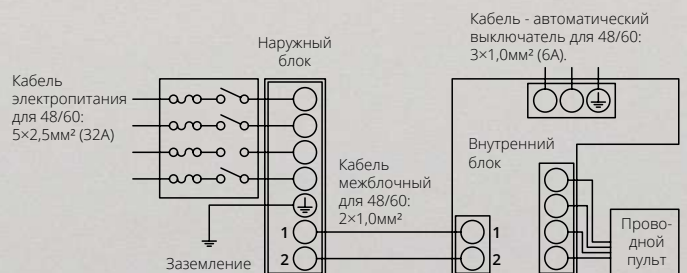 Кабель - автоматический
выключатель для 48/60:
3×1,0мм² (6А).
Наружный
блок
Кабель
электропитания
для 48/60:
5×2,5мм² (32А)
Внутренний
блок
Кабель
межблочный
для 48/60:
2×1,0мм²
Заземление
1
2
1
2
Прово-
дной
пульт